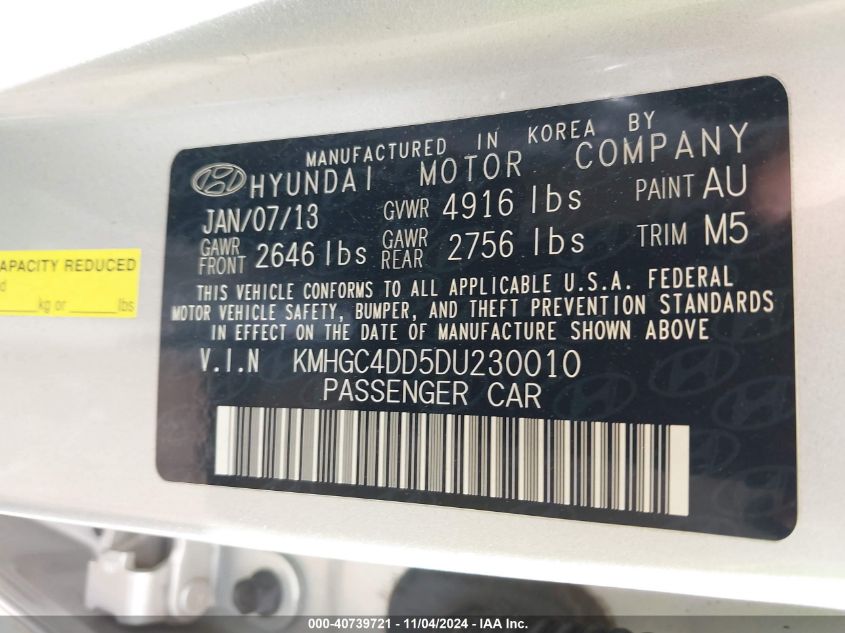 MANUFACTURED IN KOREA BY
HYUNDAI MOTOR COMPANY
JAN/07/13 GVWR 4916 lbs PAINT AU
GAWR FRONT 2646 lbs GAWR REAR 2756 lbs TRIM M5
THIS VEHICLE CONFORMS TO ALL APPLICABLE U.S.A. FEDERAL
MOTOR VEHICLE SAFETY, BUMPER, AND THEFT PREVENTION STANDARDS
IN EFFECT ON THE DATE OF MANUFACTURE SHOWN ABOVE
V.I.N KMHGC4DD5DU230010
PASSENGER CAR
APACITY REDUCED
d
kg or lbs
000-40739721 - 11/04/2024 - IAA Inc.